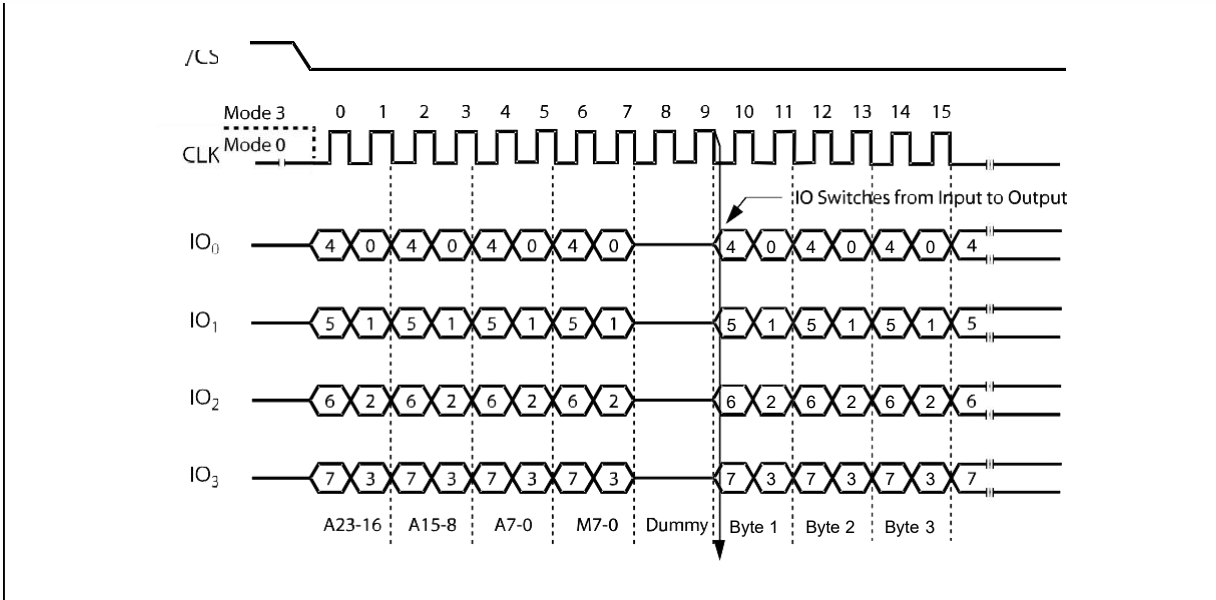 /CS
Mode 3 0 1 2 3 4 5 6 7 8 9 10 11 12 13 14 15
CLK Mode 0
IO Switches from Input to Output
IO0 4 0 4 0 4 0 4 0 4 0 4 0 4 0 4
IO1 5 1 5 1 5 1 5 1 5 1 5 1 5 1 5
IO2 6 2 6 2 6 2 6 2 6 2 6 2 6 2 6
IO3 7 3 7 3 7 3 7 3 7 3 7 3 7 3 7
A23-16 A15-8 A7-0 M7-0 Dummy Byte 1 Byte 2 Byte 3